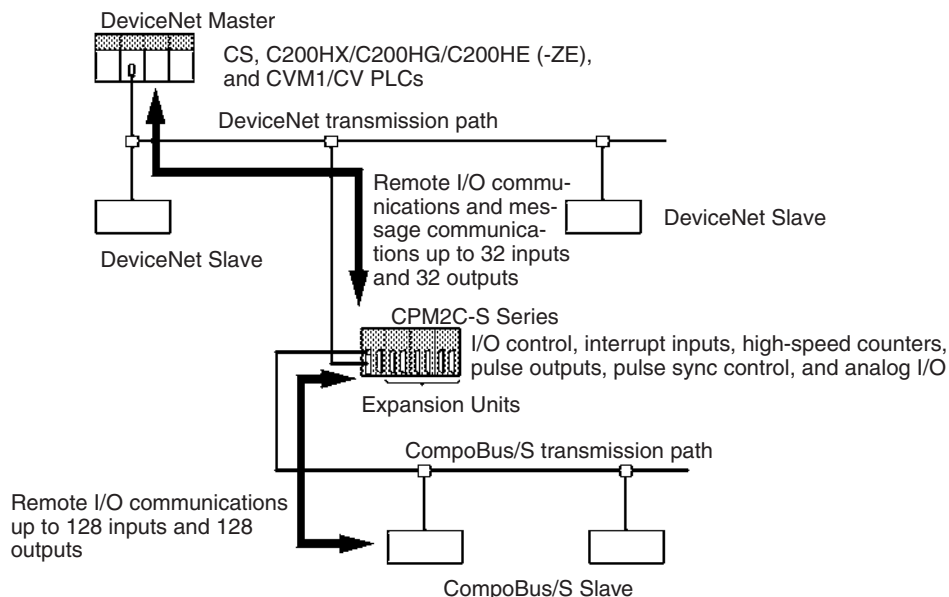 DeviceNet Master
CS, C200HX/C200HG/C200HE (-ZE),
and CVM1/CV PLCs
DeviceNet transmission path
Remote I/O commu-
nications and mes-
sage communica-
tions up to 32 inputs
and 32 outputs
DeviceNet Slave
DeviceNet Slave
CPM2C-S Series
I/O control, interrupt inputs, high-speed counters,
pulse outputs, pulse sync control, and analog I/O
Expansion Units
CompoBus/S transmission path
Remote I/O communications
up to 128 inputs and 128
outputs
CompoBus/S Slave